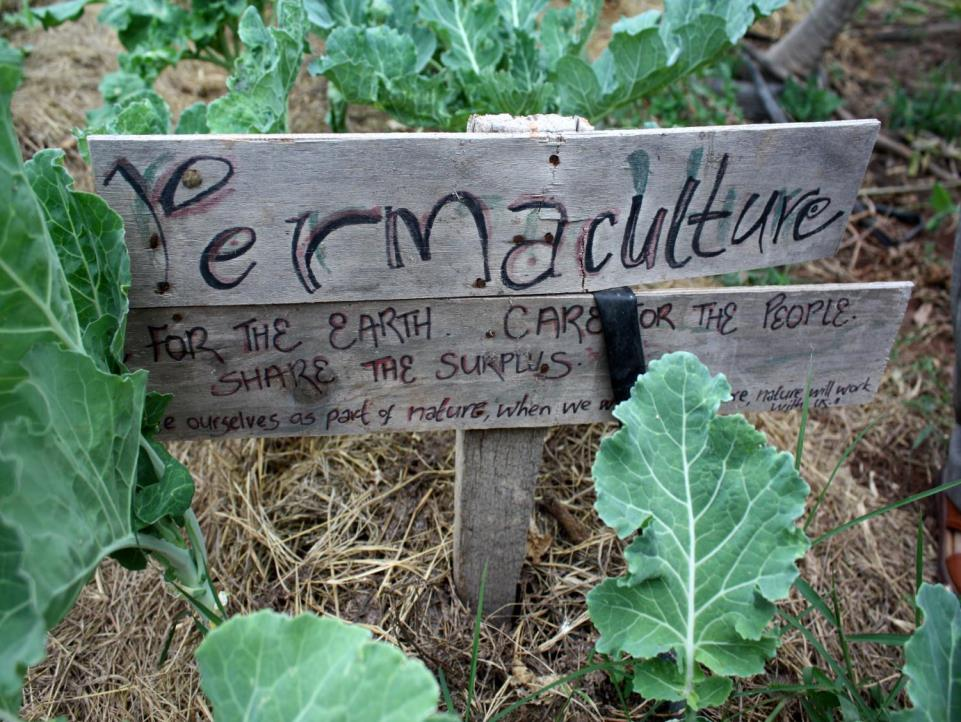 Permaculture
FOR THE EARTH. CARE FOR THE PEOPLE.
SHARE THE SURPLUS.
ourselves as part of nature, when we nature will work
with us.